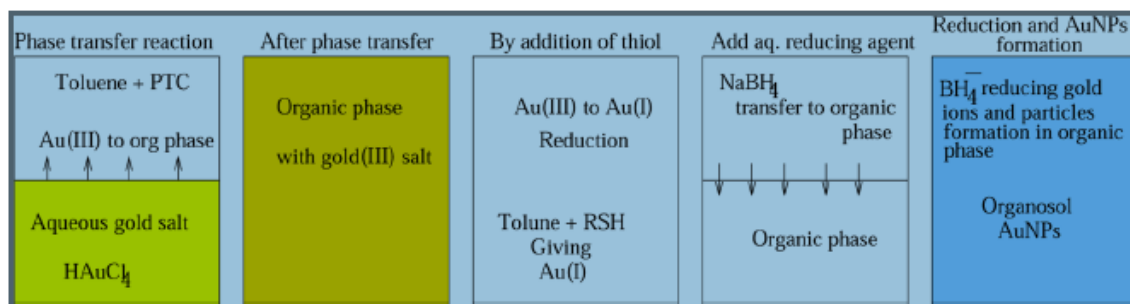 Phase transfer reaction
Toluene + PTC
Au(III) to org phase
Aqueous gold salt
HAuCl4
After phase transfer
Organic phase
with gold(III) salt
By addition of thiol
Au(III) to Au(I)
Reduction
Tolune + RSH
Giving
Au(I)
Add aq. reducing agent
NaBH4
transfer to organic
phase
Organic phase
Reduction and AuNPs
formation
BH4− reducing gold
ions and particles
formation in organic
phase
Organosol
AuNPs